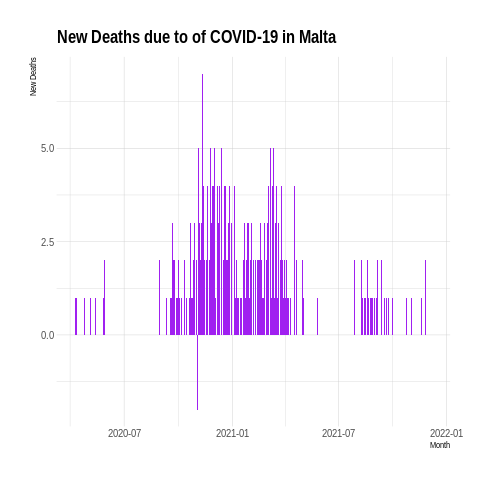 New Deaths due to of COVID-19 in Malta
New Deaths
5.0
2.5
0.0
2020-07
2021-01
2021-07
2022-01
Month